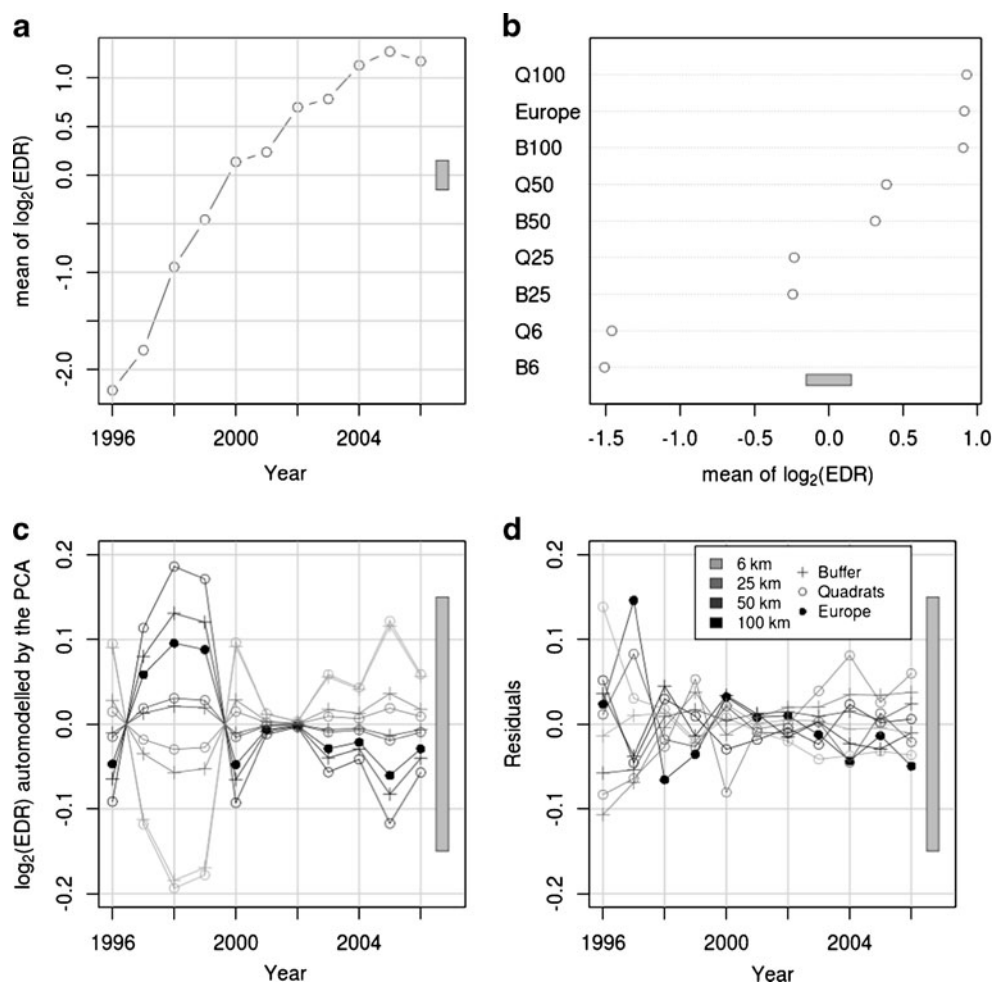 a
mean of log2(EDR)
1.0
0.5
0.0
-1.0
-2.0
1996 2000 2004
Year
b
Q100
Europe
B100
Q50
B50
Q25
B25
Q6
B6
-1.5 -1.0 -0.5 0.0 0.5 1.0
mean of log2(EDR)
c
log2(EDR) automodelled by the PCA
0.2
0.1
0.0
-0.1
-0.2
1996 2000 2004
Year
d
Residuals
0.2
0.1
0.0
-0.1
-0.2
6 km
25 km
50 km
100 km
Buffer
Quadrats
Europe
1996 2000 2004
Year